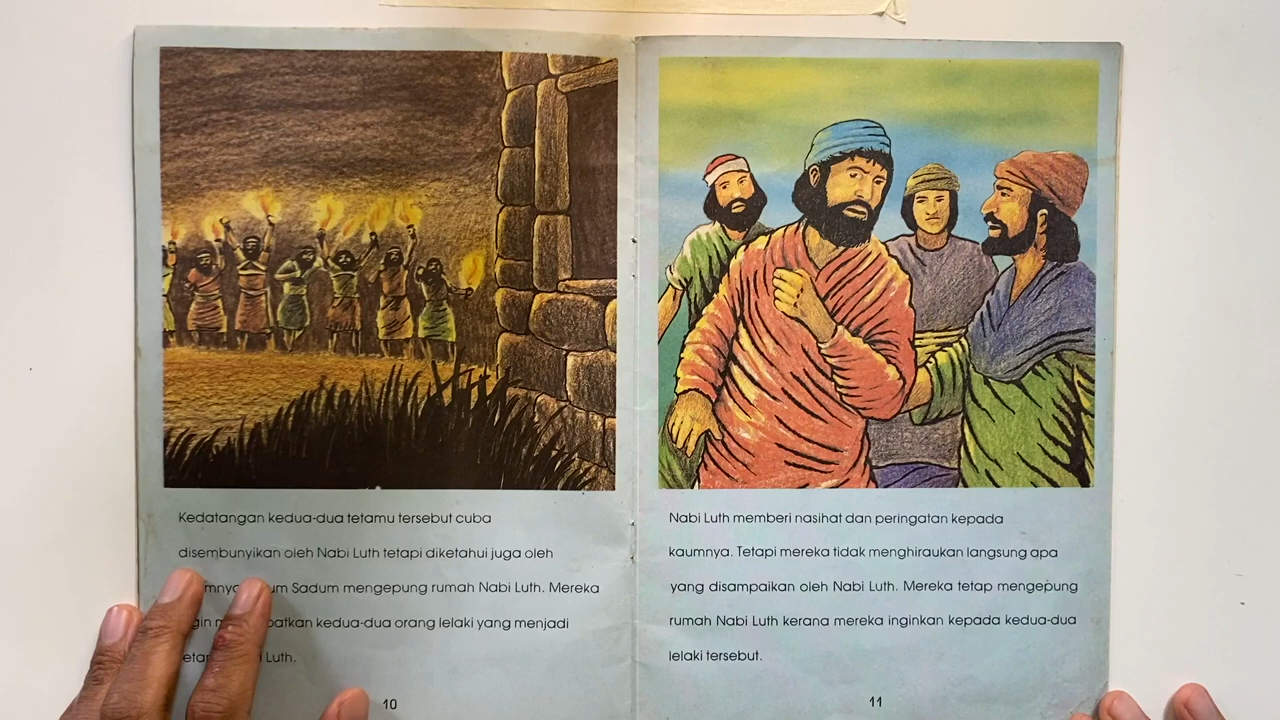 Kedatangan kedua-dua tetamu tersebut cuba
disembunyikan oleh Nabi Luth tetapi diketahui juga oleh
Sadum mengepung rumah Nabi Luth. Mereka
kedua-dua orang lelaki yang menjadi
Luth.
10
Nabi Luth memberi nasihat dan peringatan kepada
kaumnya. Tetapi mereka tidak menghiraukan langsung apa
yang disampaikan oleh Nabi Luth. Mereka tetap mengepung
rumah Nabi Luth kerana mereka inginkan kepada kedua-dua
lelaki tersebut.
11